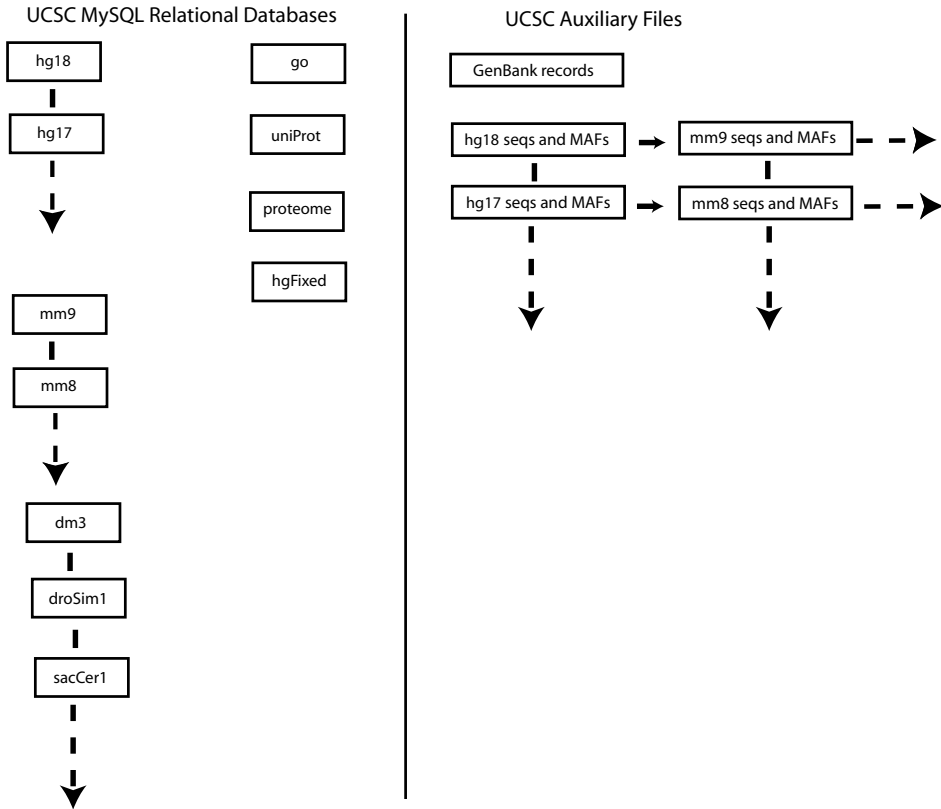 UCSC MySQL Relational Databases
hg18
hg17
mm9
mm8
dm3
droSim1
sacCer1
go
uniProt
proteome
hgFixed
UCSC Auxiliary Files
GenBank records
hg18 seqs and MAFs
mm9 seqs and MAFs
hg17 seqs and MAFs
mm8 seqs and MAFs